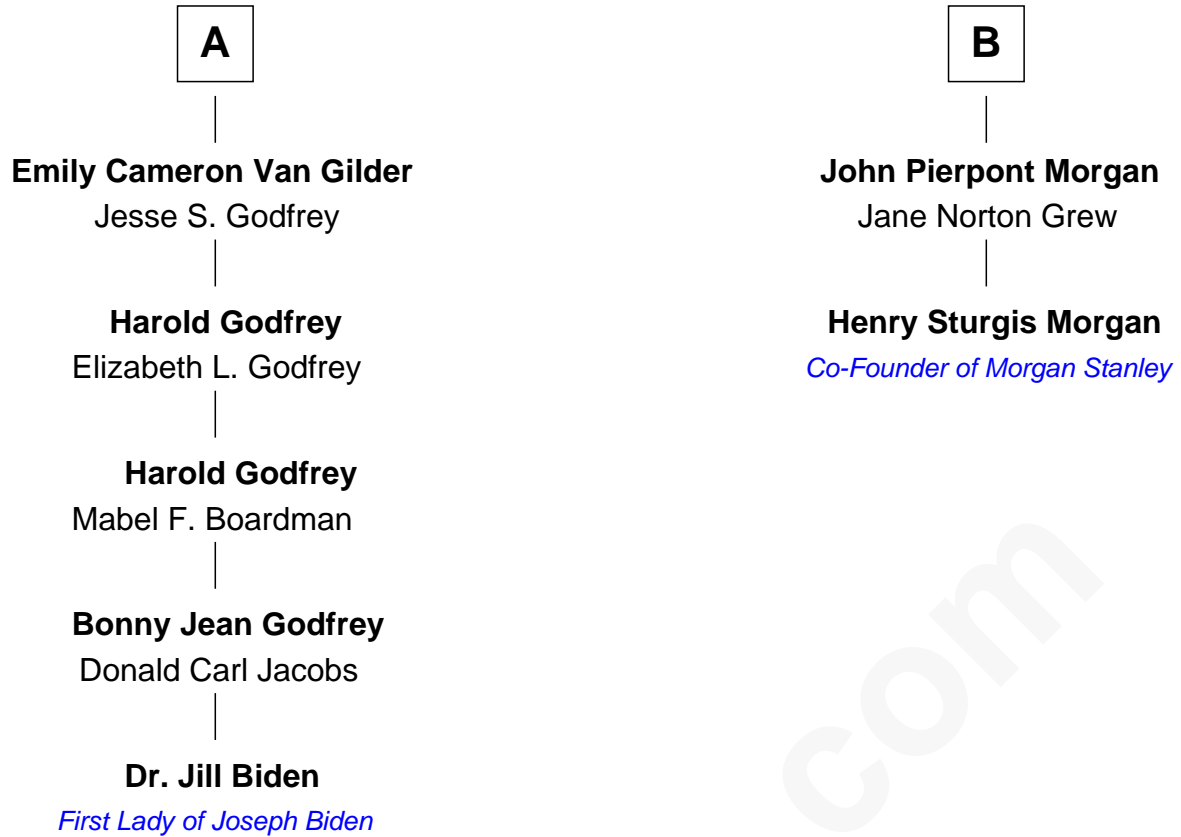 A
Emily Cameron Van Gilder
Jesse S. Godfrey
Harold Godfrey
Elizabeth L. Godfrey
Harold Godfrey
Mabel F. Boardman
Bonny Jean Godfrey
Donald Carl Jacobs
Dr. Jill Biden
First Lady of Joseph Biden
B
John Pierpont Morgan
Jane Norton Grew
Henry Sturgis Morgan
Co-Founder of Morgan Stanley
com